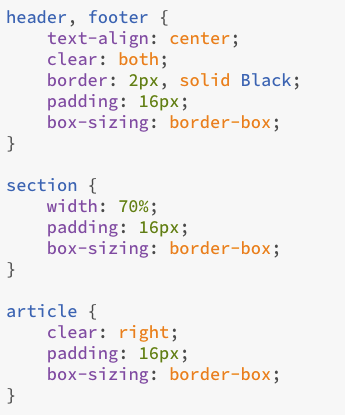 header, footer {
    text-align: center;
    clear: both;
    border: 2px, solid Black;
    padding: 16px;
    box-sizing: border-box;
}

section {
    width: 70%;
    padding: 16px;
    box-sizing: border-box;
}

article {
    clear: right;
    padding: 16px;
    box-sizing: border-box;
}